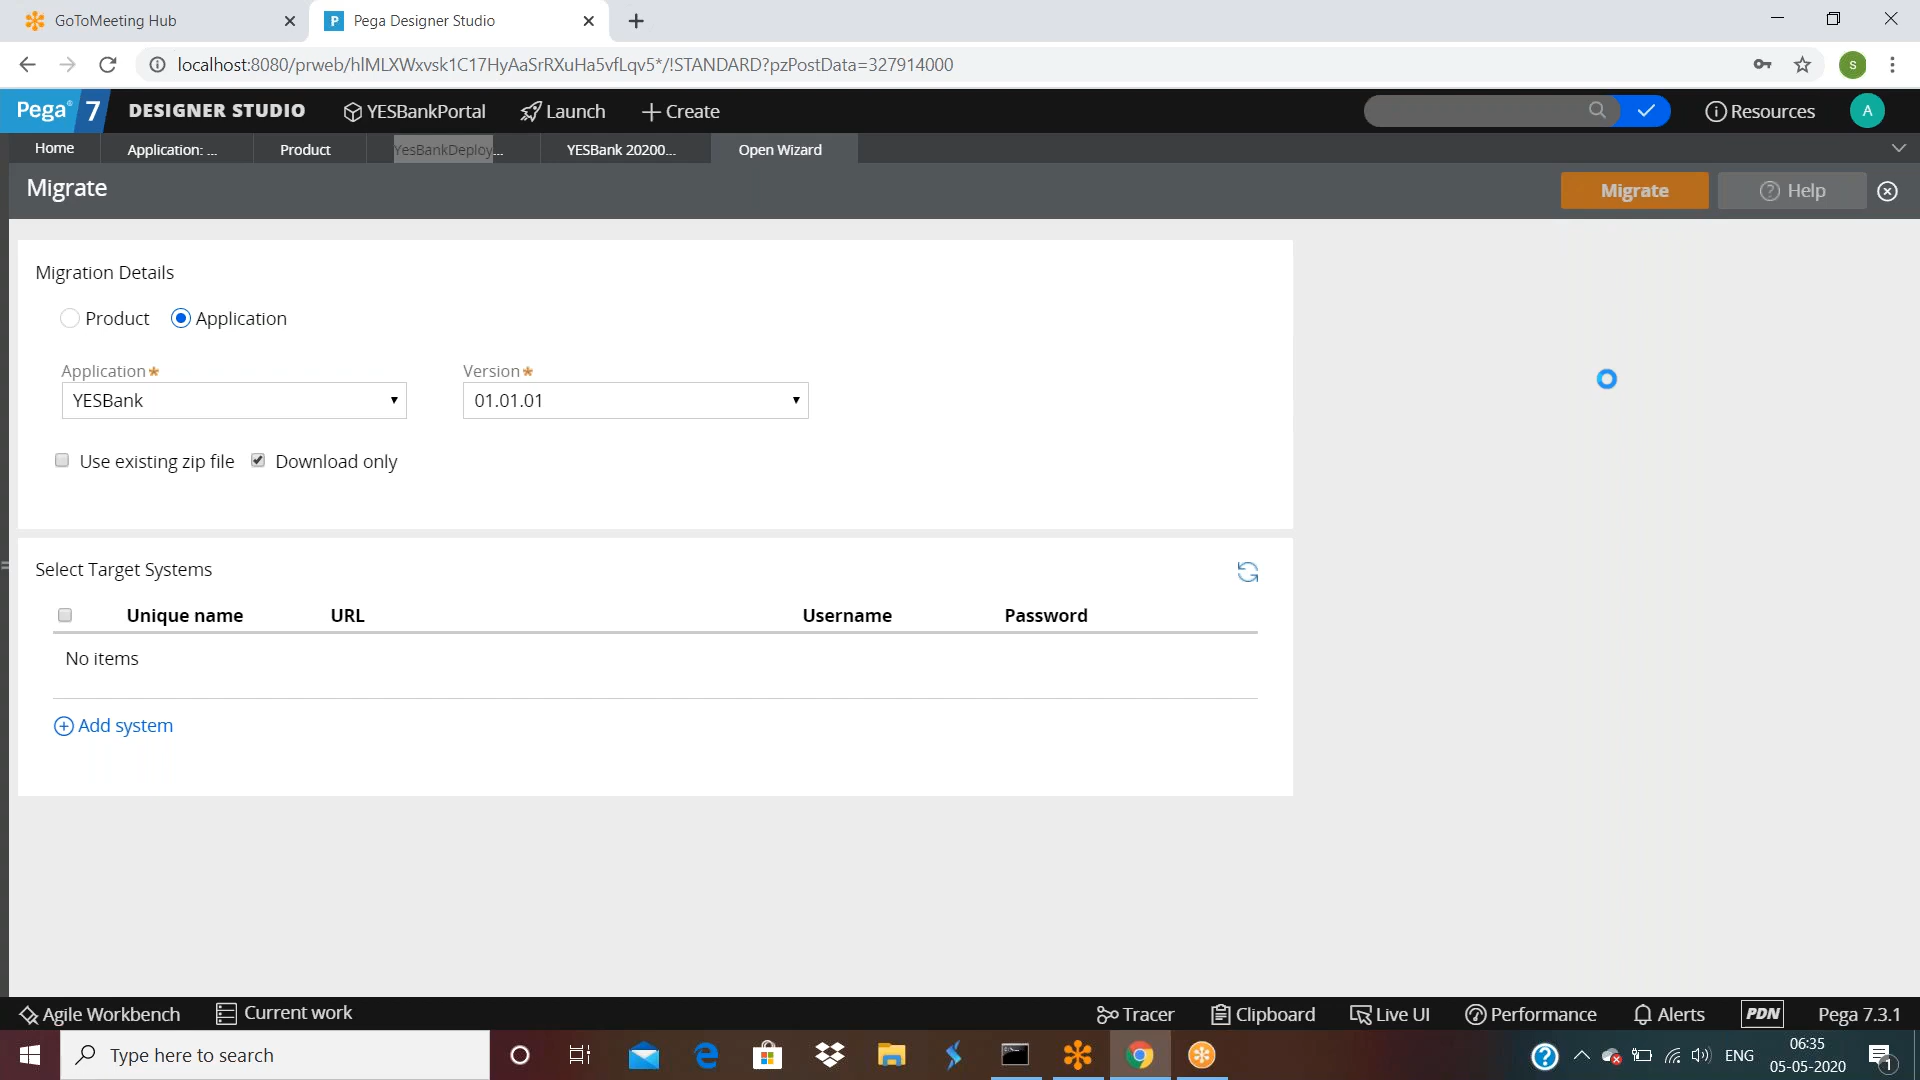 GoToMeeting Hub
P Pega Designer Studio
localhost:8080/prweb/hIMLXWxvsk1C17HyAaSrRXuHa5vfLqv5*/!STANDARD?pzPostData=327914000
s
Pega 7 DESIGNER STUDIO YESBankPortal Launch Create Resources A
Home Application: ... Product YesBankDeploy... YESBank 20200... Open Wizard
Migrate
Migrate
Help
Migration Details
Product Application
Application* Version*
YESBank 01.01.01
Use existing zip file Download only
Select Target Systems
Unique name URL Username Password
No items
Add system
Agile Workbench Current work Tracer Clipboard Live UI Performance Alerts PDN Pega 7.3.1
Type here to search
ENG
06:35
05-05-2020
1